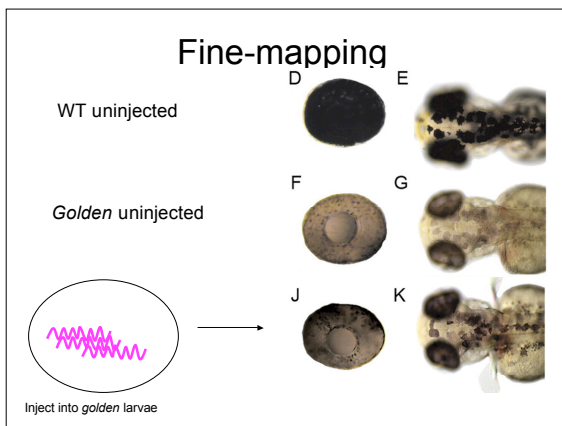 Fine-mapping
D E
WT uninjected
F G
Golden uninjected
J K
Inject into golden larvae